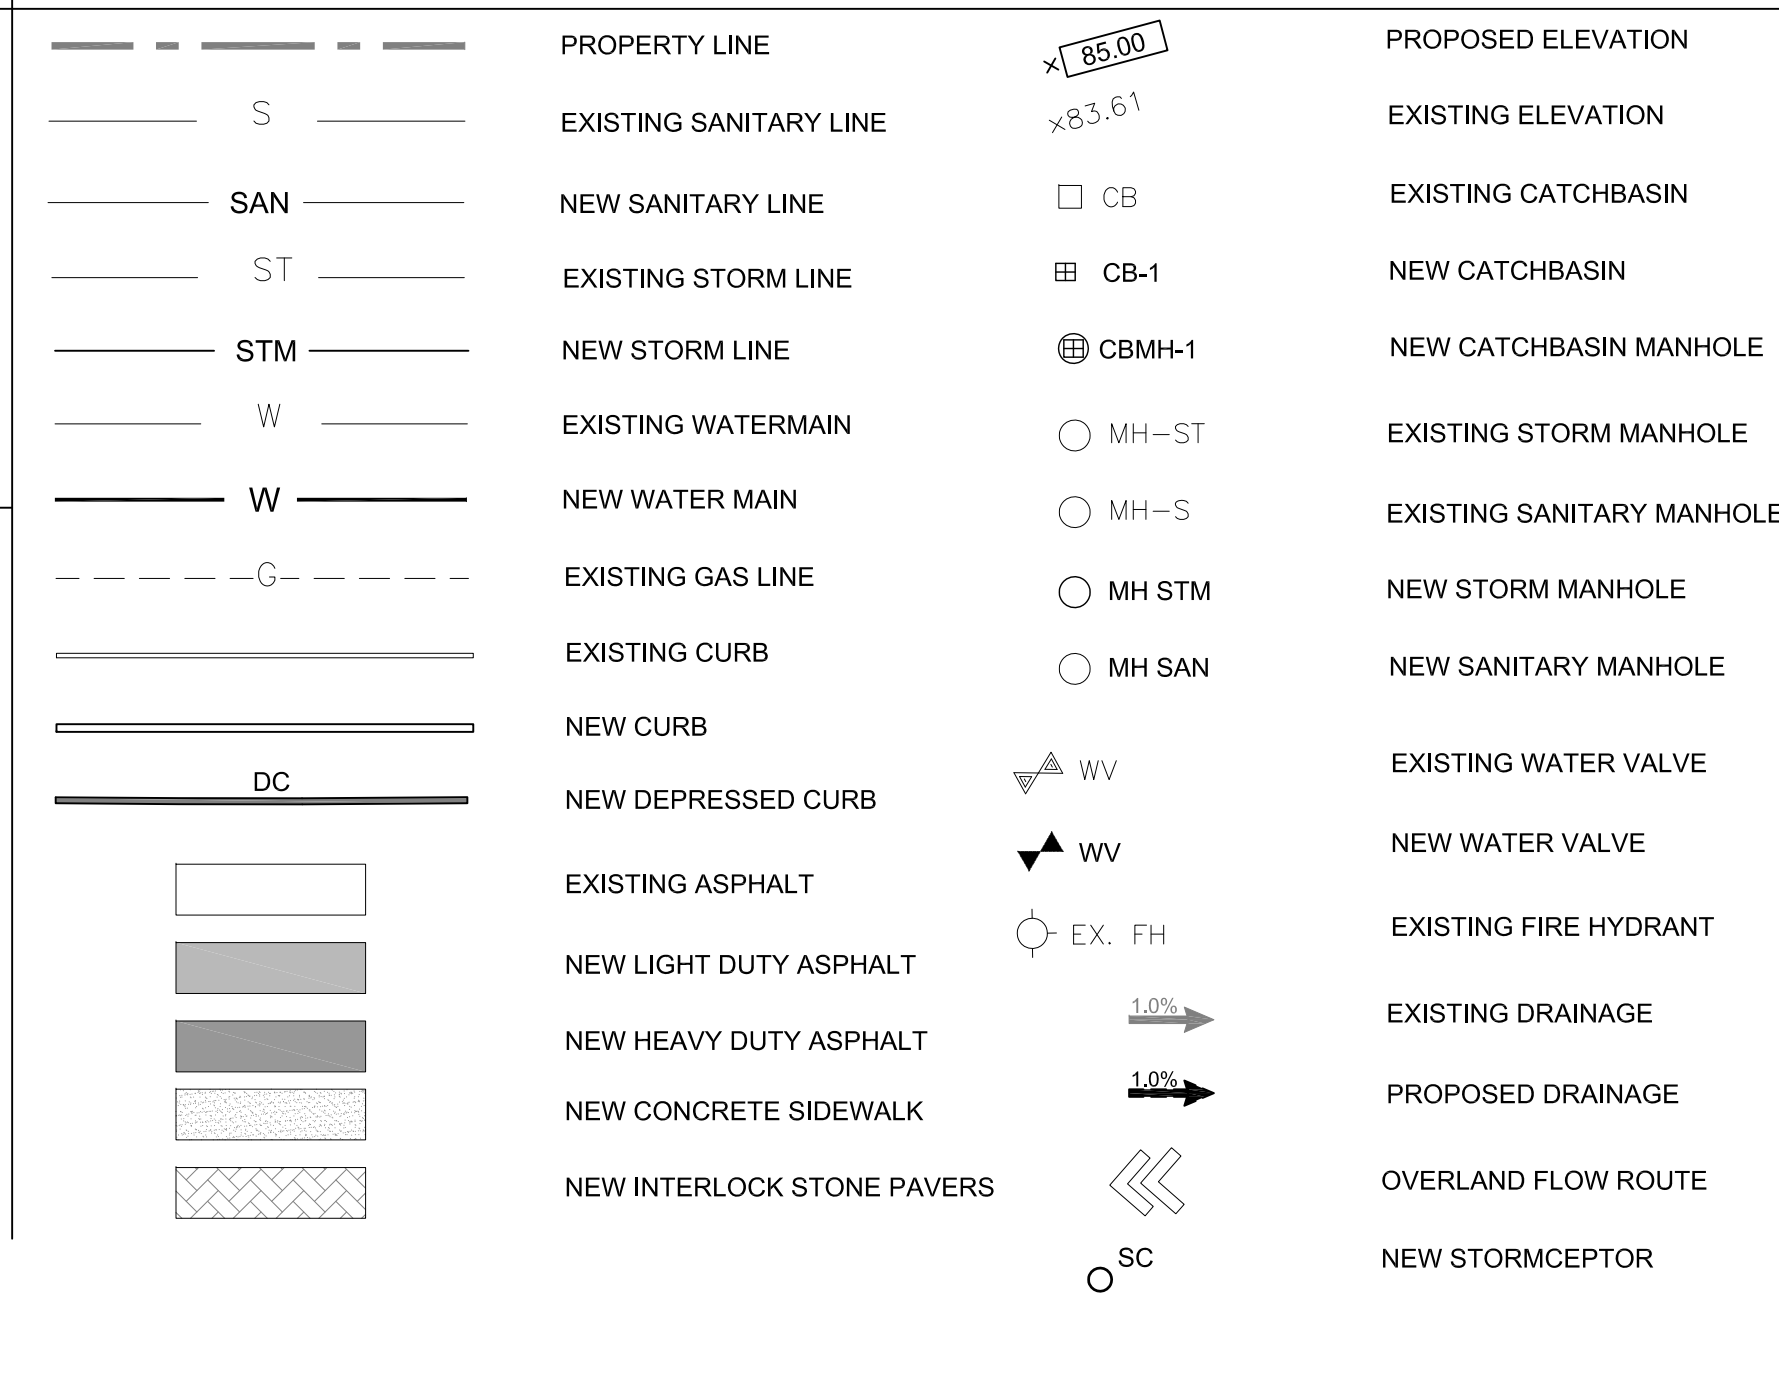 PROPERTY LINE
S EXISTING SANITARY LINE
SAN NEW SANITARY LINE
ST EXISTING STORM LINE
STM NEW STORM LINE
W EXISTING WATERMAIN
W NEW WATER MAIN
G EXISTING GAS LINE
EXISTING CURB
NEW CURB
DC NEW DEPRESSED CURB
EXISTING ASPHALT
NEW LIGHT DUTY ASPHALT
NEW HEAVY DUTY ASPHALT
NEW CONCRETE SIDEWALK
NEW INTERLOCK STONE PAVERS
×85.00 PROPOSED ELEVATION
×83.61 EXISTING ELEVATION
CB EXISTING CATCHBASIN
CB-1 NEW CATCHBASIN
CBMH-1 NEW CATCHBASIN MANHOLE
MH-ST EXISTING STORM MANHOLE
MH-S EXISTING SANITARY MANHOLE
MH STM NEW STORM MANHOLE
MH SAN NEW SANITARY MANHOLE
WV EXISTING WATER VALVE
WV NEW WATER VALVE
EX. FH EXISTING FIRE HYDRANT
1.0% EXISTING DRAINAGE
1.0% PROPOSED DRAINAGE
OVERLAND FLOW ROUTE
SC NEW STORMCEPTOR